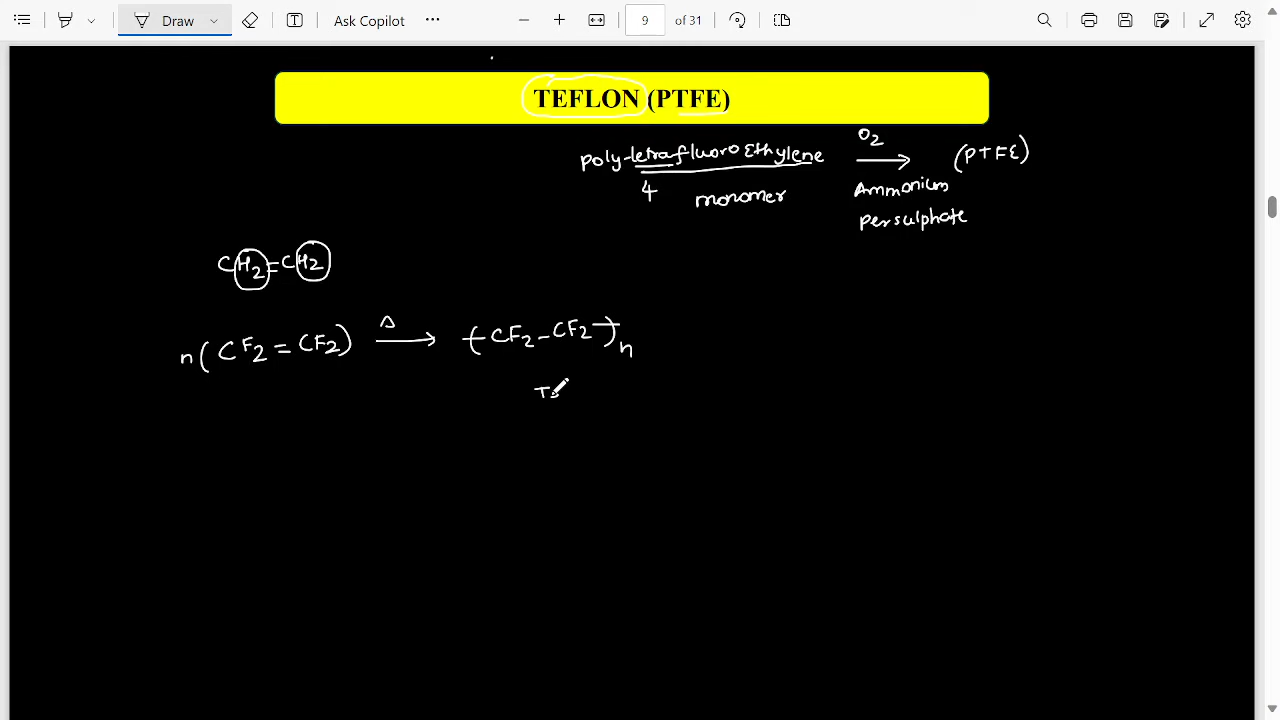 Draw Ask Copilot 9 of 31
TEFLON (PTFE)
poly-tetrafluoro Ethylene O2 (PTFE)
4 monomer Ammonium
persulphate
CH2=CH2
n(CF2=CF2) Δ (-CF2-CF2-)n
TE